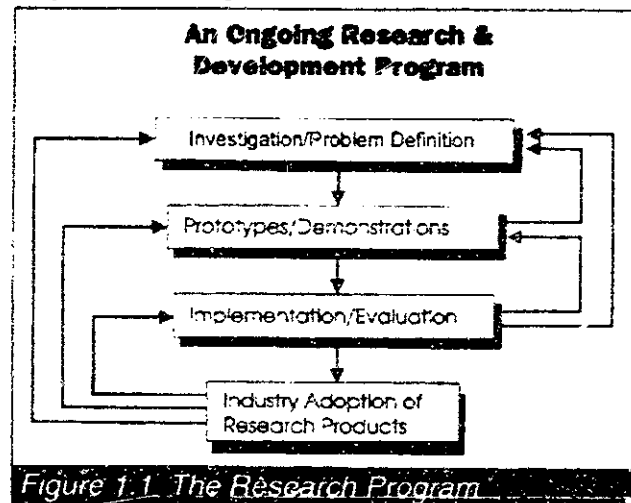 An Ongoing Research &
Development Program
Investigation/Problem Definition
Prototypes/Demonstrations
Implementation/Evaluation
Industry Adoption of
Research Products
Figure 1.1 The Research Program